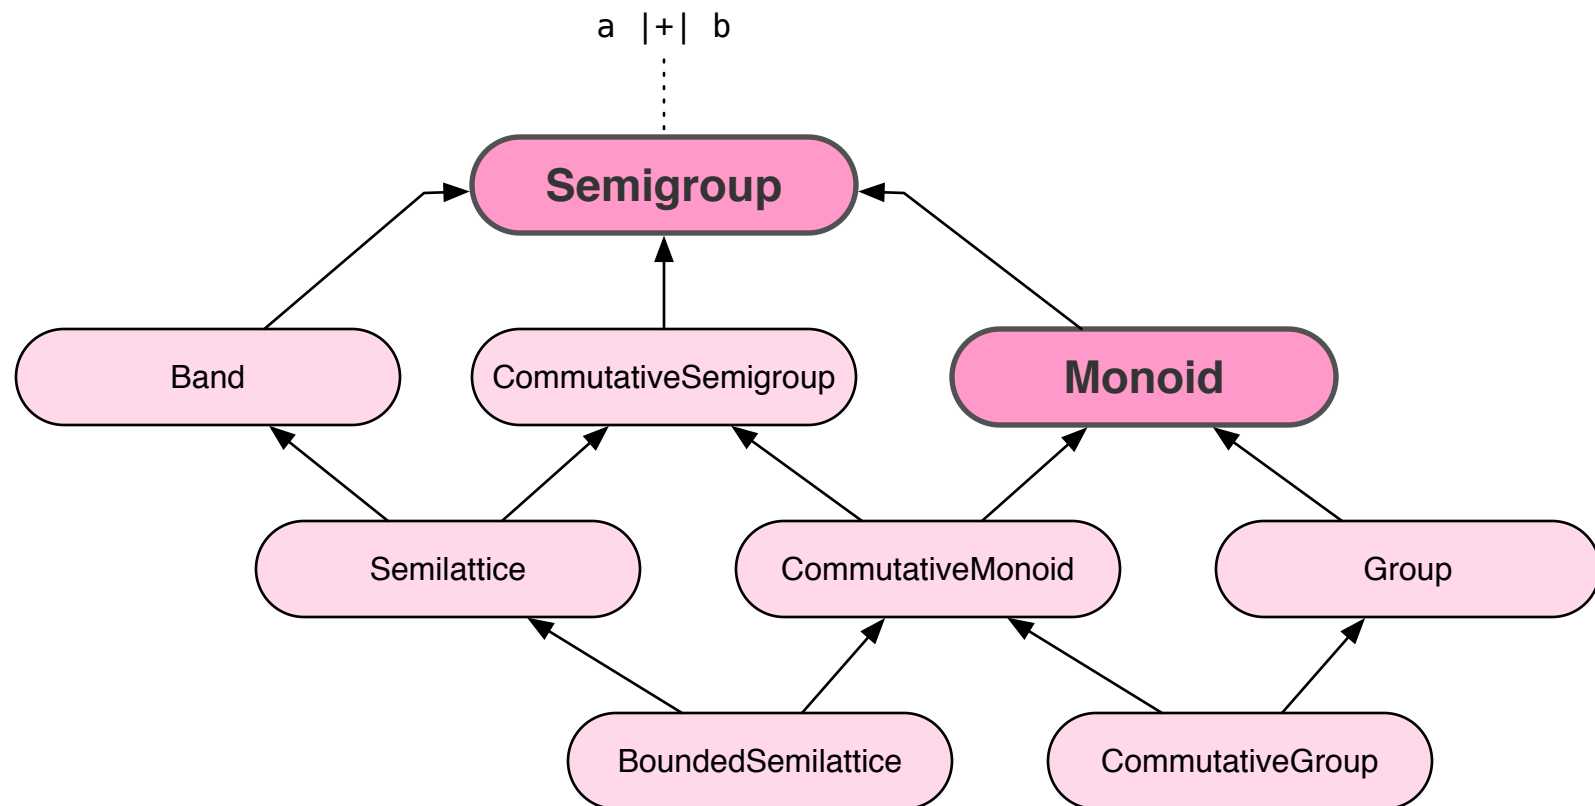 a |+| b
Semigroup
Band
CommutativeSemigroup
Monoid
Semilattice
CommutativeMonoid
Group
BoundedSemilattice
CommutativeGroup